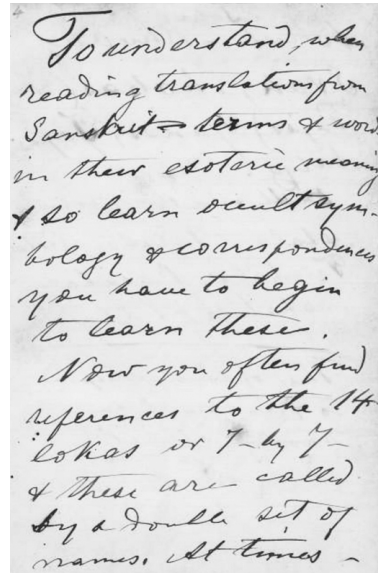 To understand, when
reading translations from
Sanskrit - terms & word
in their esoteric meaning
& so learn occult sym-
bology & correspondences
you have to begin
to learn these.
Now you often find
references to the 14
lokas or 7 - by 7 -
& these are called
by a double set of
names. At times -